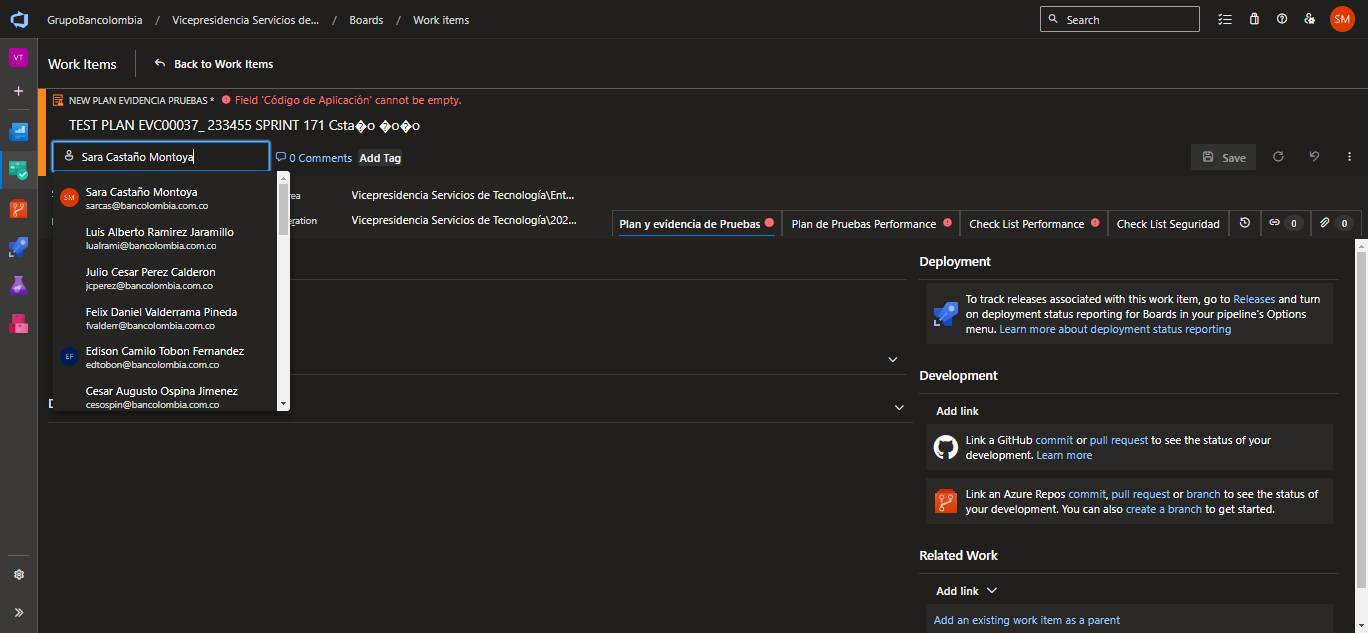 GrupoBancolombia / Vicepresidencia Servicios de... / Boards / Work items
Search
SM
VT
Work Items
Back to Work Items
NEW PLAN EVIDENCIA PRUEBAS * Field 'Código de Aplicación' cannot be empty.
TEST PLAN EVC00037_ 233455 SPRINT 171 Csta�o �o�o
Sara Castaño Montoya
0 Comments
Add Tag
Save
SM
Sara Castaño Montoya
sarcas@bancolombia.com.co
Luis Alberto Ramirez Jaramillo
lualrami@bancolombia.com.co
Julio Cesar Perez Calderon
jcperez@bancolombia.com.co
Felix Daniel Valderrama Pineda
fvalderr@bancolombia.com.co
EF
Edison Camilo Tobon Fernandez
edtobon@bancolombia.com.co
Cesar Augusto Ospina Jimenez
cesospin@bancolombia.com.co
rea Vicepresidencia Servicios de Tecnología\Ent...
eration Vicepresidencia Servicios de Tecnología\202...
Plan y evidencia de Pruebas
Plan de Pruebas Performance
Check List Performance
Check List Seguridad
0
0
Deployment
To track releases associated with this work item, go to Releases and turn
on deployment status reporting for Boards in your pipeline's Options
menu. Learn more about deployment status reporting
Development
Add link
Link a GitHub commit or pull request to see the status of your
development. Learn more
Link an Azure Repos commit, pull request or branch to see the status of
your development. You can also create a branch to get started.
Related Work
Add link
Add an existing work item as a parent